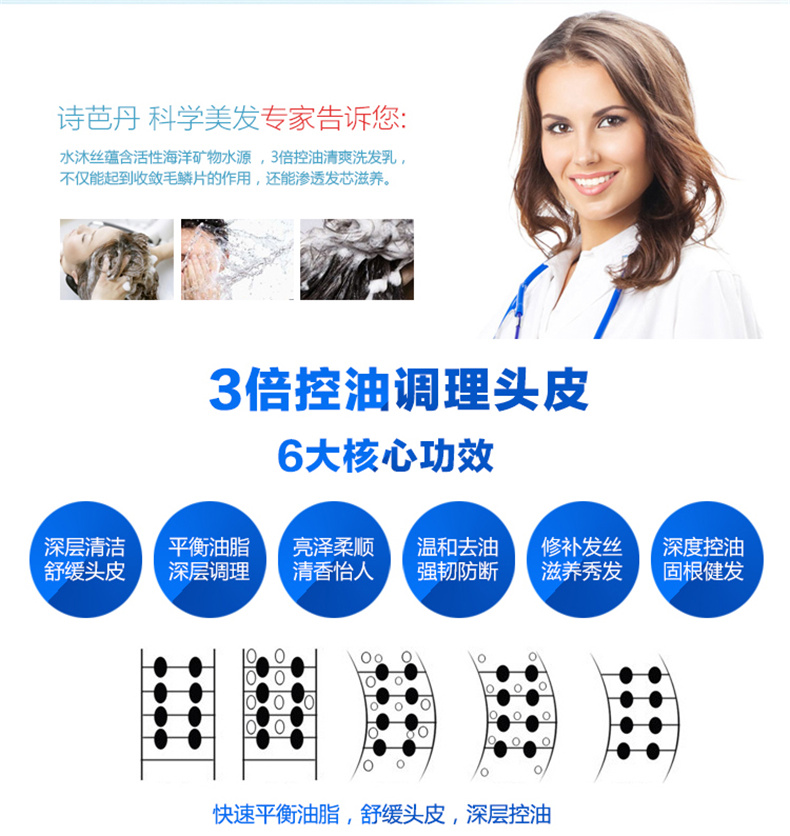 诗芭丹 科学美发专家告诉您:
水沐丝蕴含活性海洋矿物水源 ，3倍控油清爽洗发乳，
不仅能起到收敛毛鳞片的作用，还能渗透发芯滋养。
3倍控油调理头皮
6大核心功效
深层清洁
舒缓头皮
平衡油脂
深层调理
亮泽柔顺
清香怡人
温和去油
强韧防断
修补发丝
滋养秀发
深度控油
固根健发
快速平衡油脂，舒缓头皮，深层控油